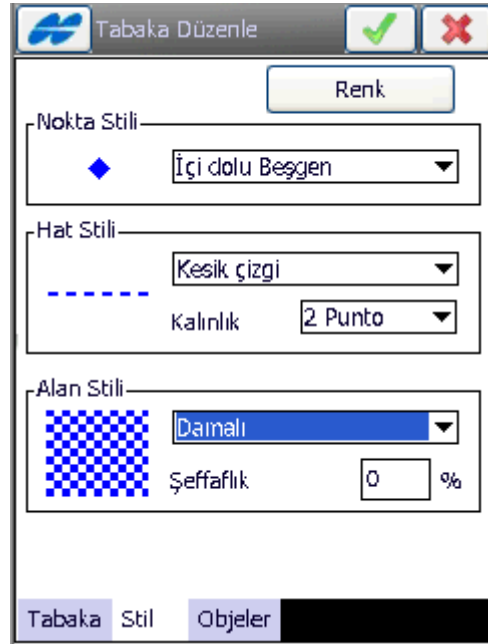 Tabaka Düzenle
Renk
Nokta Stili
İçi dolu Beşgen
Hat Stili
Kesik çizgi
Kalınlık 2 Punto
Alan Stili
Damalı
Şeffaflık 0 %
Tabaka Stil Objeler